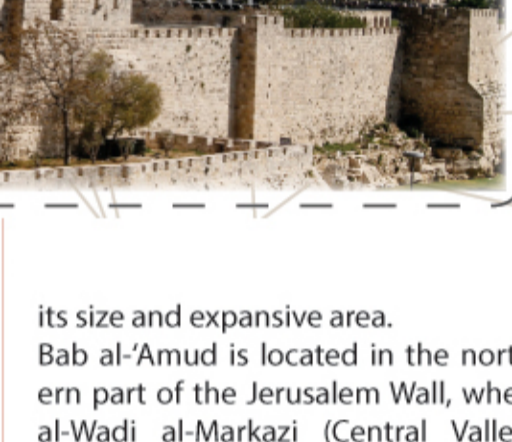 its size and expansive area.
Bab al-‘Amud is located in the nort
ern part of the Jerusalem Wall, whe
al-Wadi al-Markazi (Central Valle